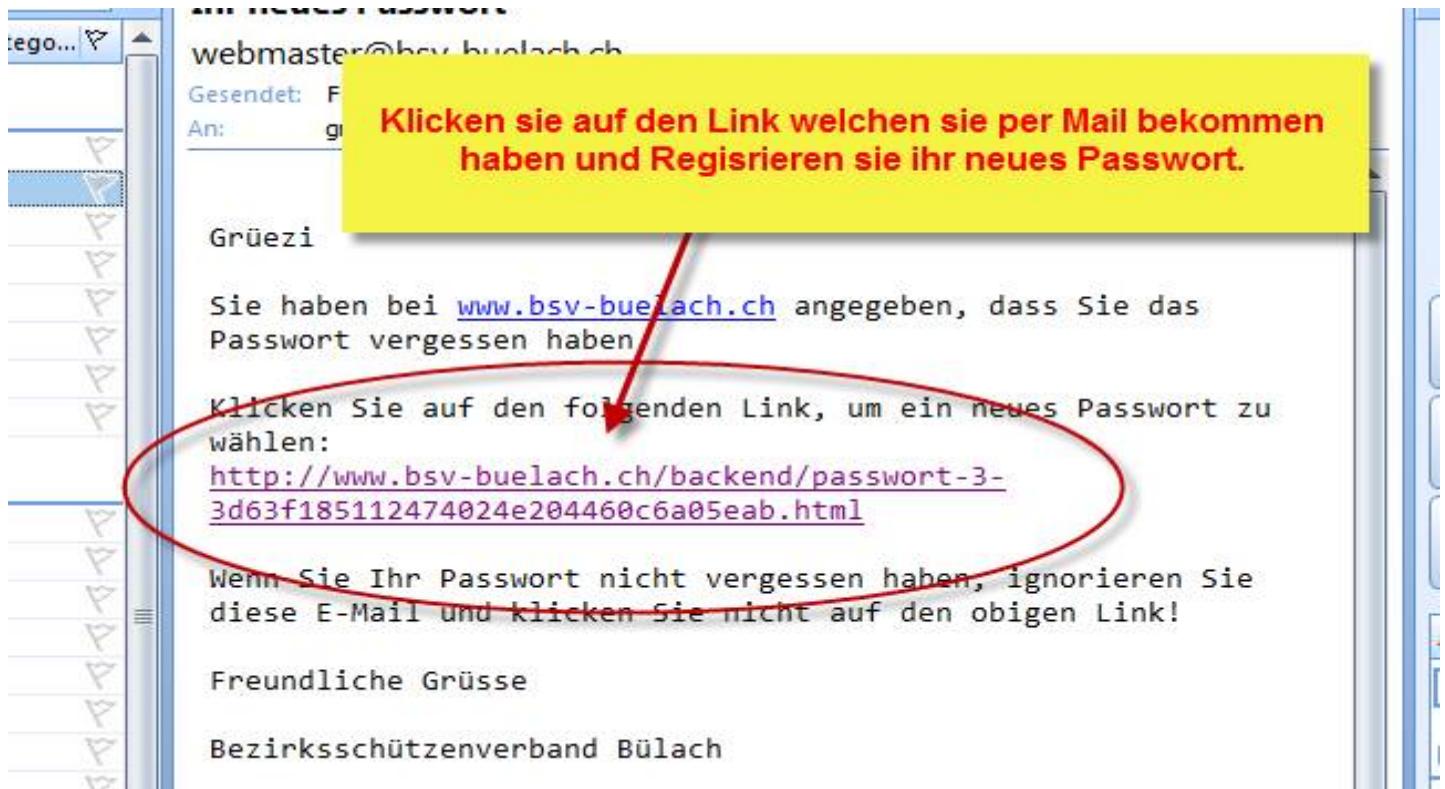 tego...
Ihr neues Passwort
webmaster@bsv-buelach.ch
Gesendet:
An:
Klicken sie auf den Link welchen sie per Mail bekommen
haben und Regisrieren sie ihr neues Passwort.
Grüezi
Sie haben bei www.bsv-buelach.ch angegeben, dass Sie das
Passwort vergessen haben
Klicken Sie auf den folgenden Link, um ein neues Passwort zu
wählen:
http://www.bsv-buelach.ch/backend/passwort-3-
3d63f185112474024e204460c6a05eab.html
Wenn Sie Ihr Passwort nicht vergessen haben, ignorieren Sie
diese E-Mail und klicken Sie nicht auf den obigen Link!
Freundliche Grüsse
Bezirksschützenverband Bülach